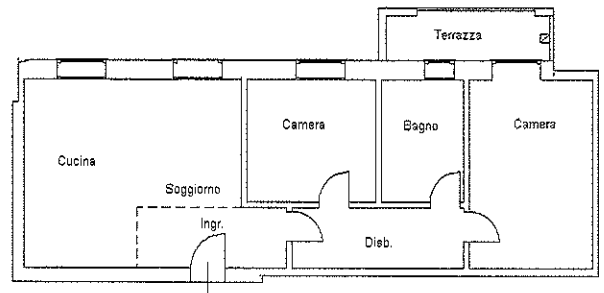 Terrazza
Camera
Bagno
Camera
Cucina
Soggiorno
Ingr.
Disb.